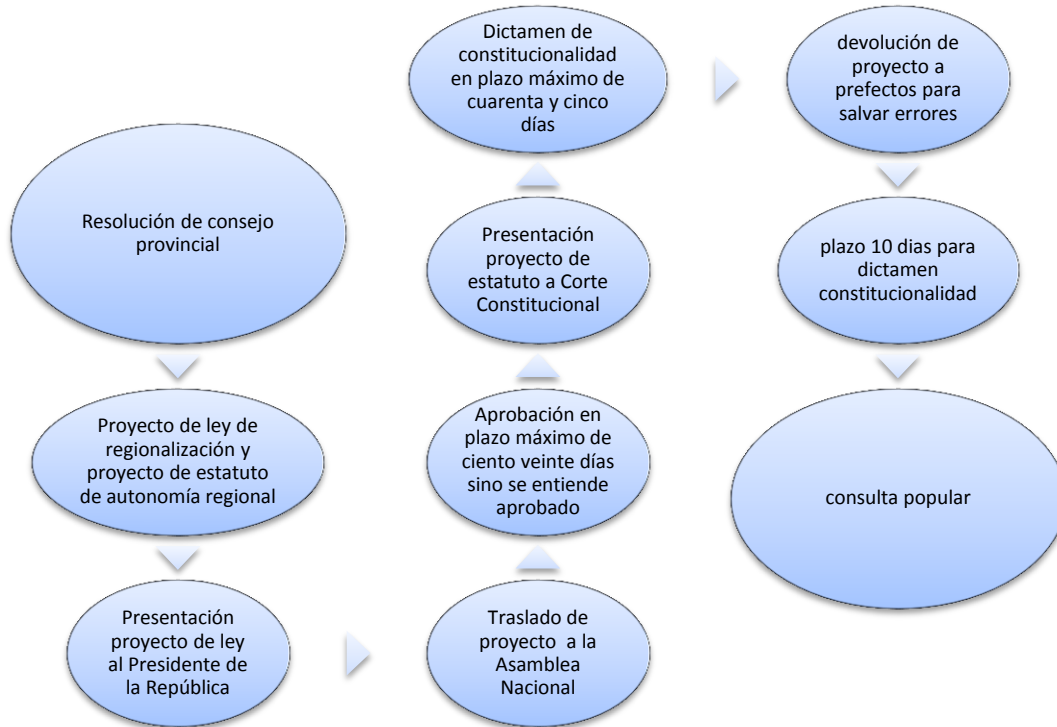 Resolución de consejo
provincial
Proyecto de ley de
regionalización y
proyecto de estatuto
de autonomía regional
Presentación
proyecto de ley
al Presidente de
la República
Traslado de
proyecto  a la
Asamblea
Nacional
Aprobación en
plazo máximo de
ciento veinte días
sino se entiende
aprobado
Presentación
proyecto de
estatuto a Corte
Constitucional
Dictamen de
constitucionalidad
en plazo máximo de
cuarenta y cinco
días
devolución de
proyecto a
prefectos para
salvar errores
plazo 10 dias para
dictamen
constitucionalidad
consulta popular